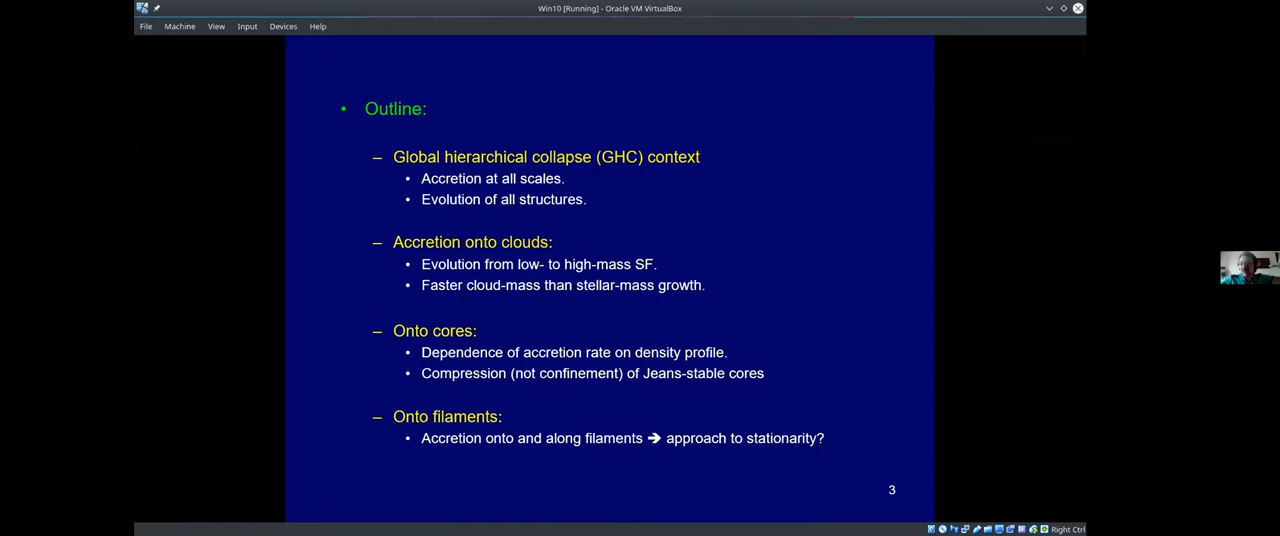 Win10 [Running] - Oracle VM VirtualBox
File Machine View Input Devices Help
• Outline:
– Global hierarchical collapse (GHC) context
• Accretion at all scales.
• Evolution of all structures.
– Accretion onto clouds:
• Evolution from low- to high-mass SF.
• Faster cloud-mass than stellar-mass growth.
– Onto cores:
• Dependence of accretion rate on density profile.
• Compression (not confinement) of Jeans-stable cores
– Onto filaments:
• Accretion onto and along filaments ➔ approach to stationarity?
3
Right Ctrl